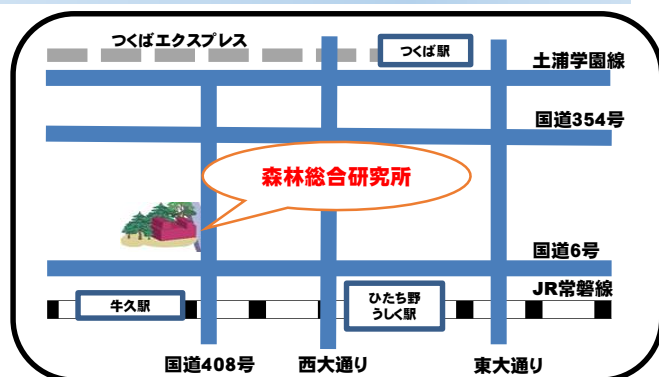 つくばエクスプレス
つくば駅
土浦学園線
国道354号
森林総合研究所
国道6号
JR常磐線
牛久駅
ひたち野
うしく駅
国道408号
西大通り
東大通り